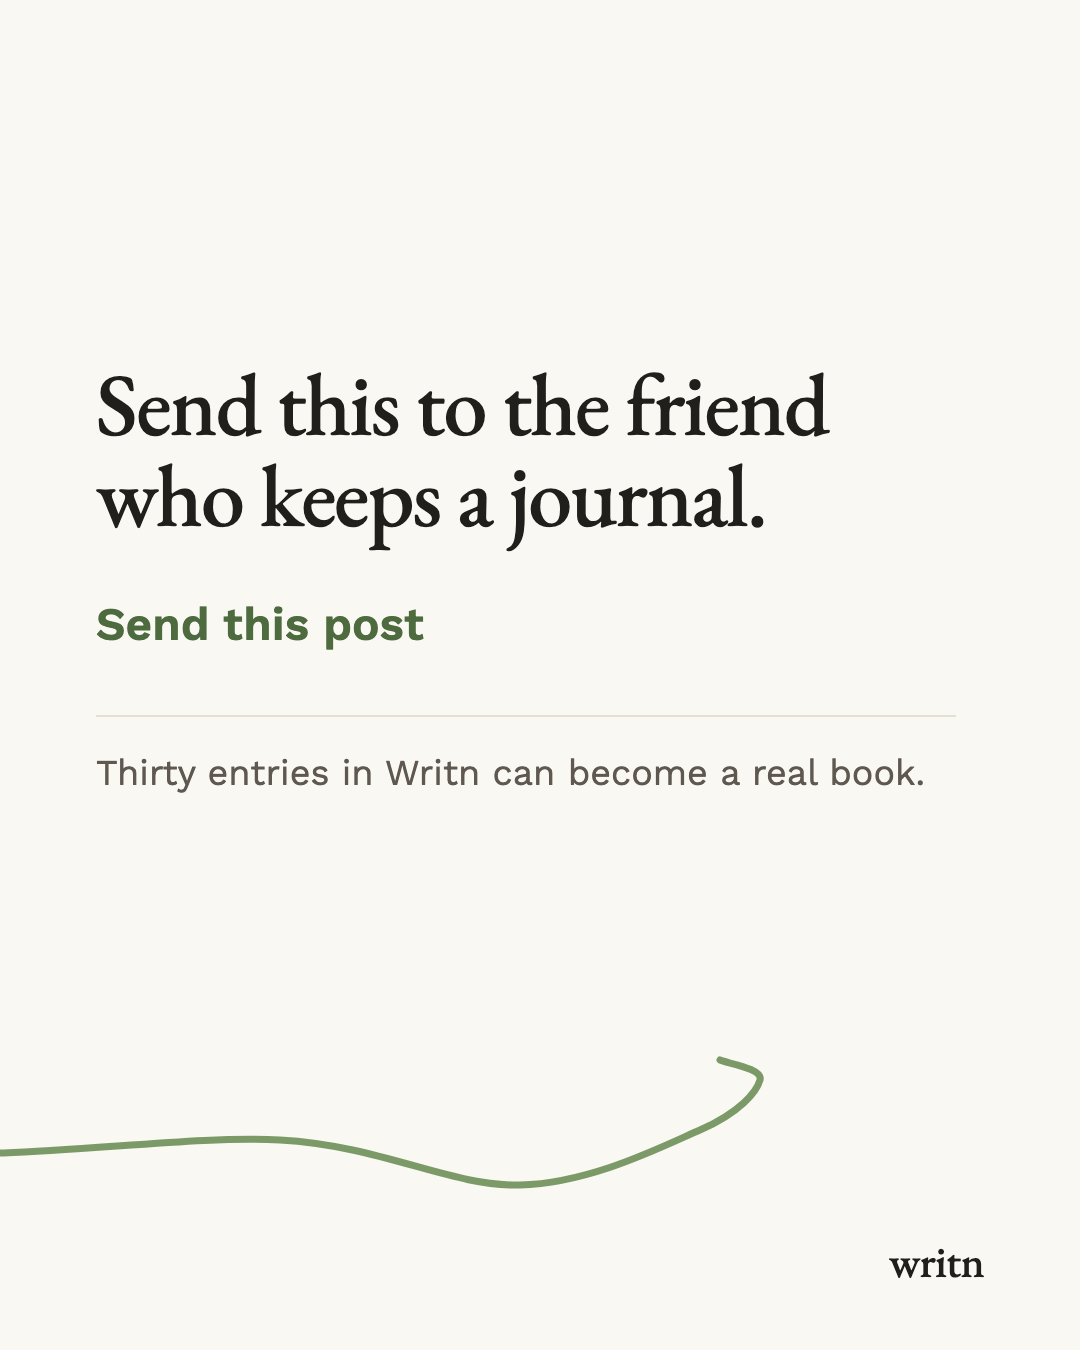 Send this to the friend
who keeps a journal.
Send this post
Thirty entries in Writn can become a real book.
writn